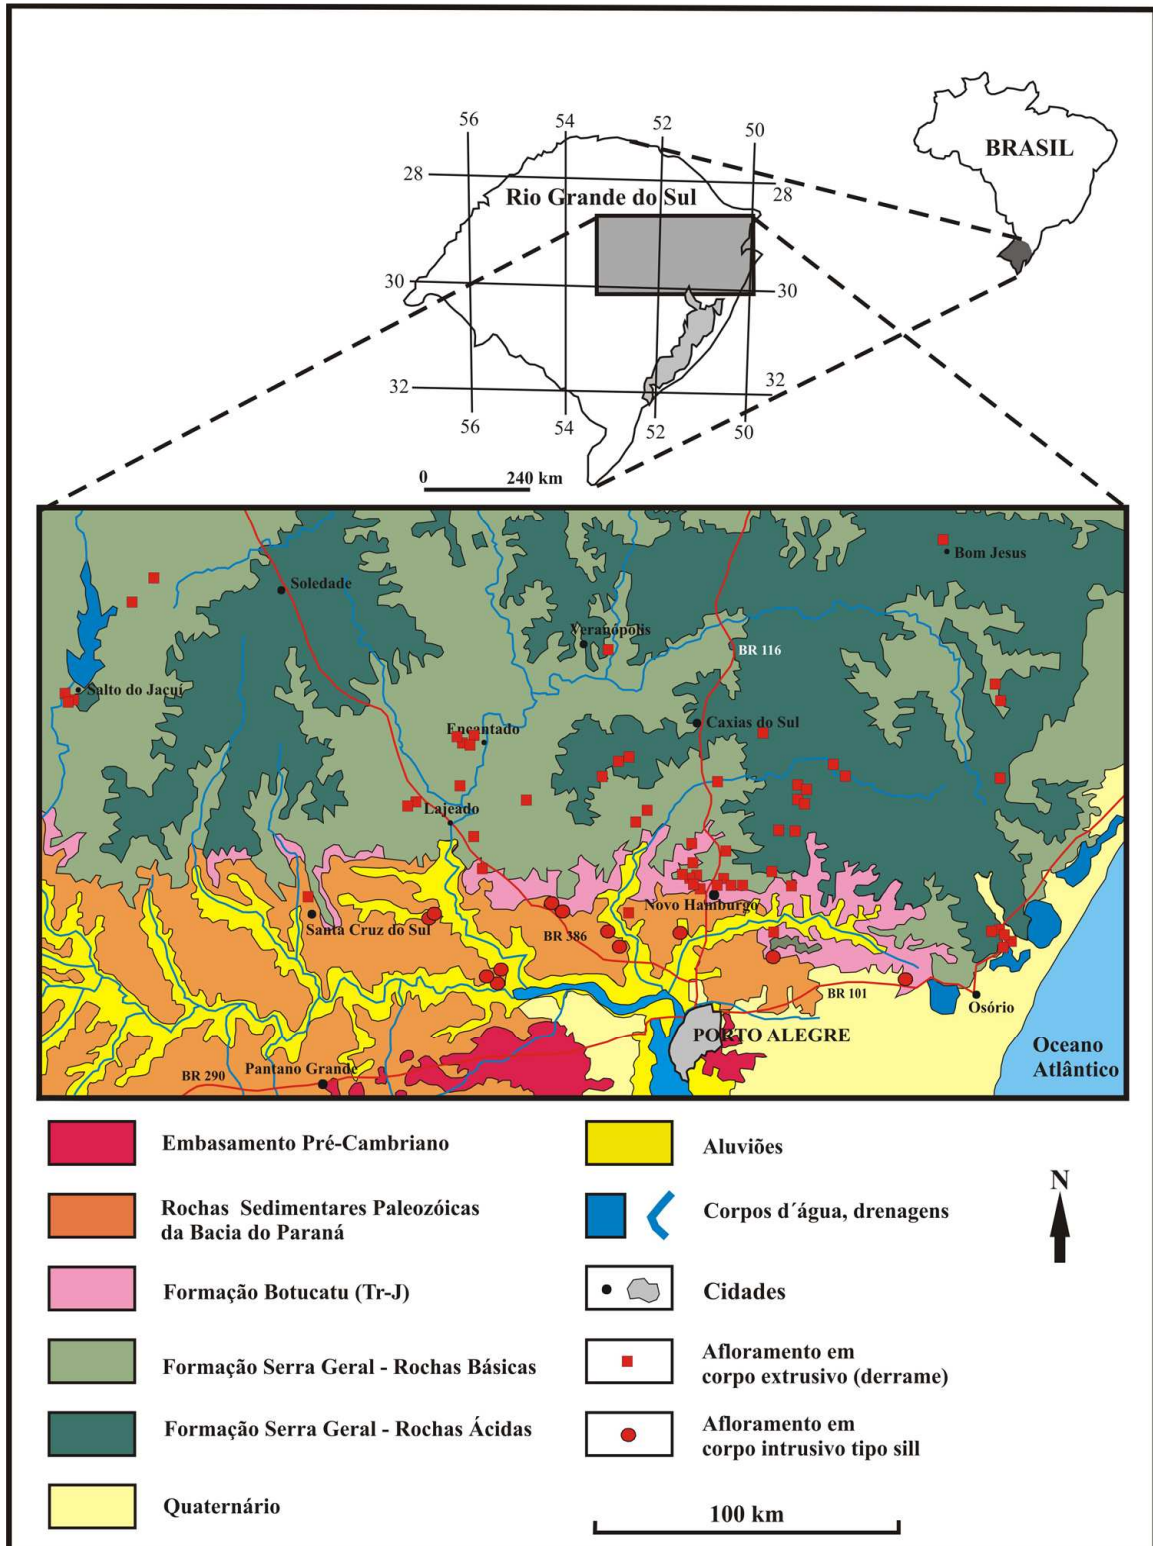 56
54
52
50
BRASIL
28
28
Rio Grande do Sul
30
30
32
32
56
54
52
50
0
240 km
Bom Jesus
Soledade
Veranópolis
BR 116
Salto do Jacuí
Caxias do Sul
Encantado
Lajeado
Novo Hamburgo
Santa Cruz do Sul
BR 386
BR 101
Osório
PORTO ALEGRE
Oceano
Atlântico
Pantano Grande
BR 290
Embasamento Pré-Cambriano
Rochas Sedimentares Paleozóicas
da Bacia do Paraná
Formação Botucatu (Tr-J)
Formação Serra Geral - Rochas Básicas
Formação Serra Geral - Rochas Ácidas
Quaternário
Aluviões
Corpos d´água, drenagens
Cidades
Afloramento em
corpo extrusivo (derrame)
Afloramento em
corpo intrusivo tipo sill
N
100 km